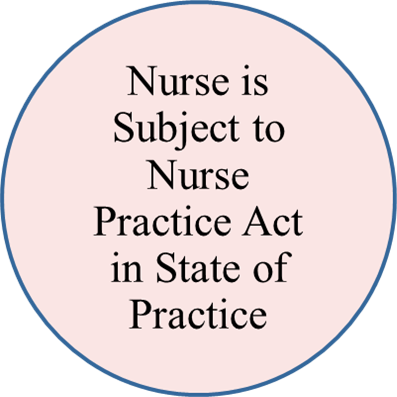 Nurse is
Subject to
Nurse
Practice Act
in State of
Practice